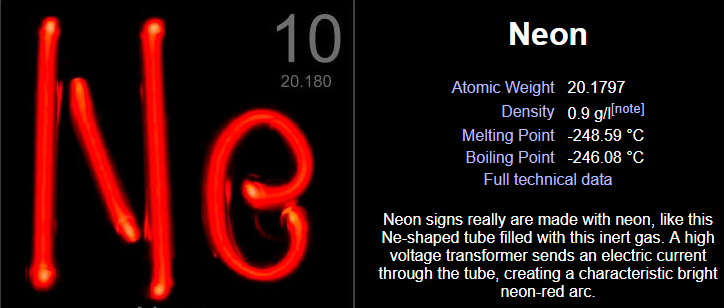 Ne
10
20.180
Neon
Atomic Weight 20.1797
Density 0.9 g/l[note]
Melting Point -248.59 °C
Boiling Point -246.08 °C
Full technical data
Neon signs really are made with neon, like this
Ne-shaped tube filled with this inert gas. A high
voltage transformer sends an electric current
through the tube, creating a characteristic bright
neon-red arc.